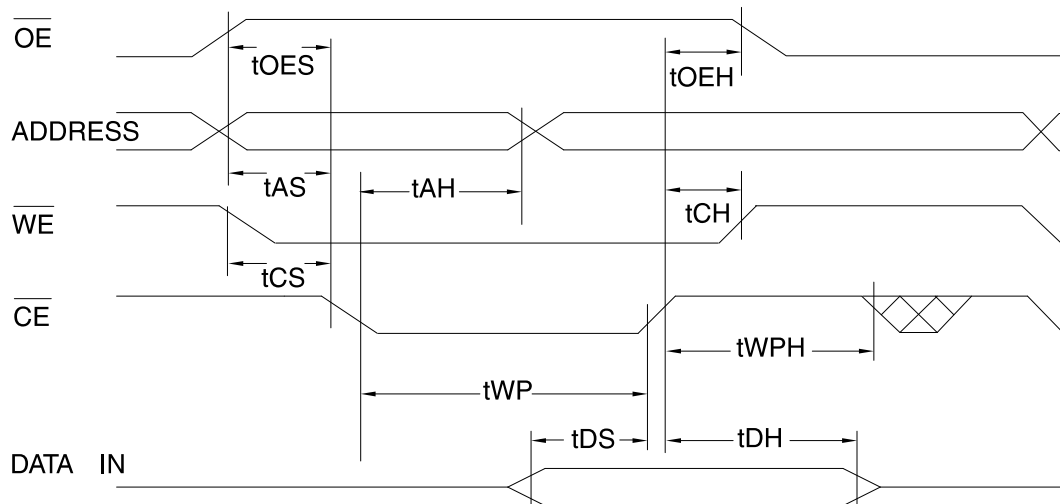 OE
tOES
tOEH
ADDRESS
tAS
tAH
tCH
WE
tCS
CE
tWPH
tWP
tDS
tDH
DATA IN